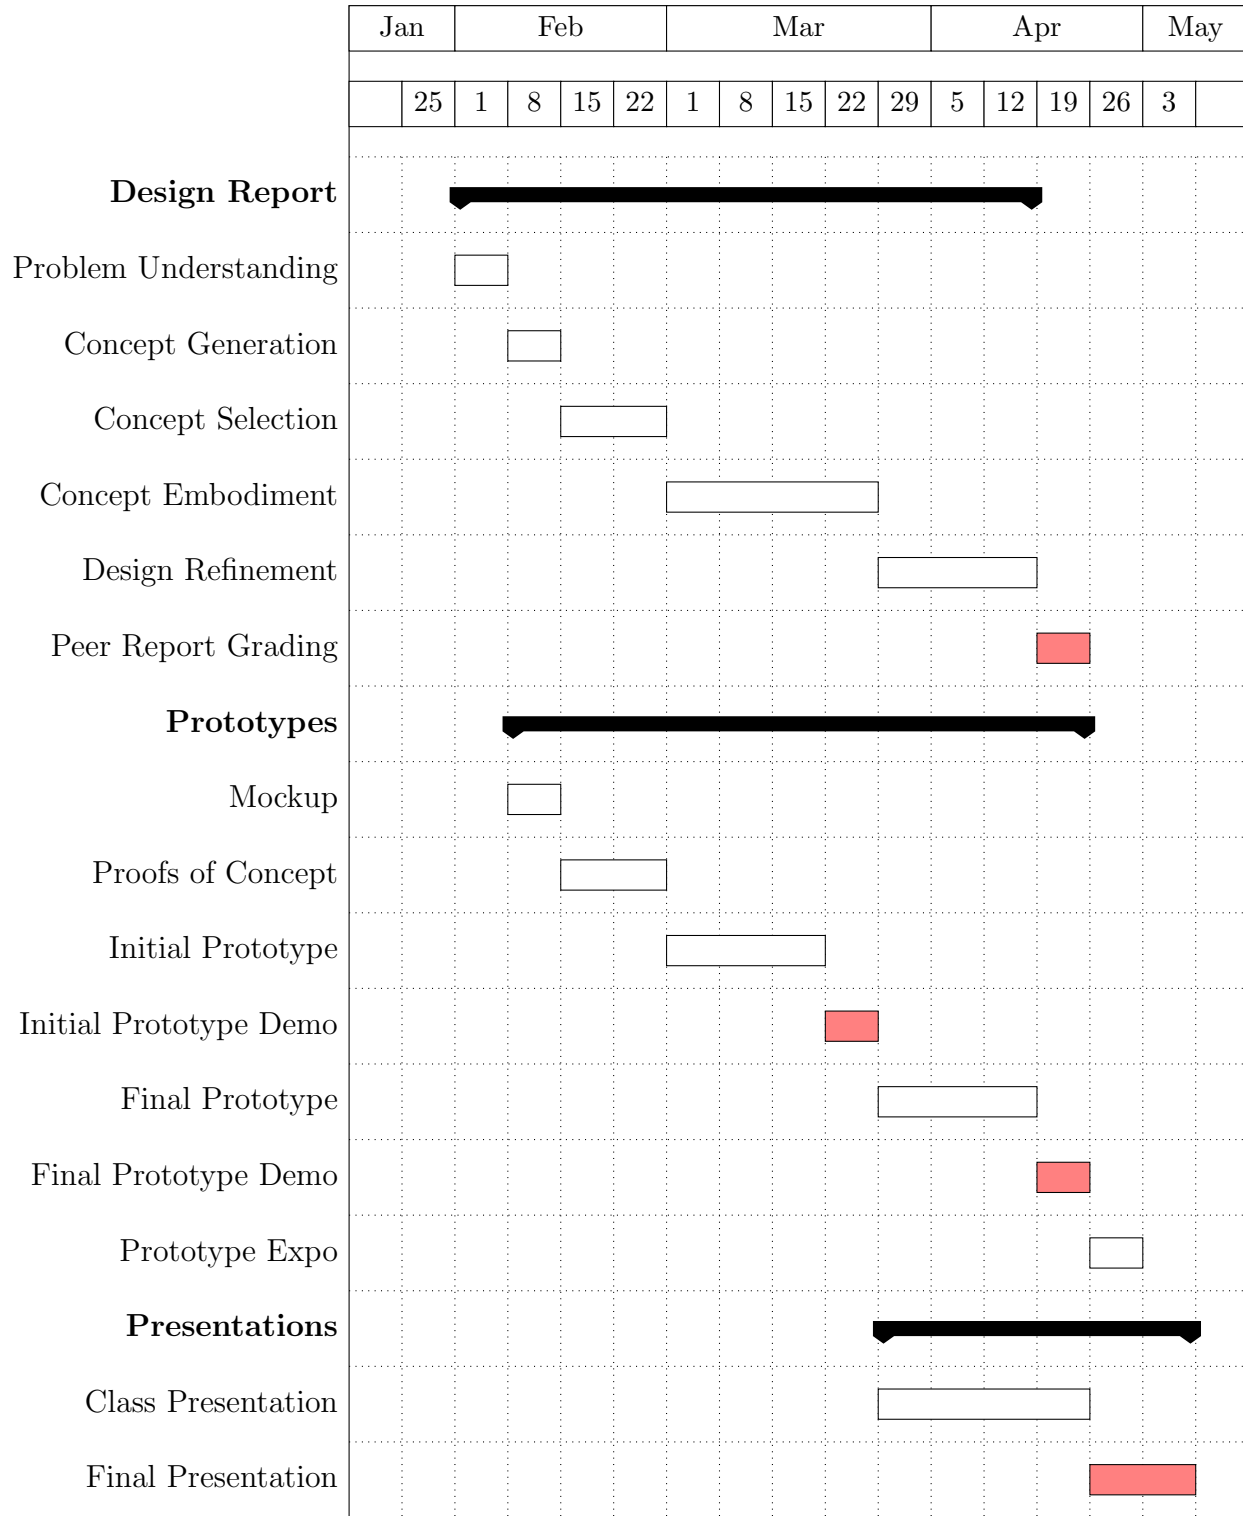 Jan Feb Mar Apr May
25 1 8 15 22 1 8 15 22 29 5 12 19 26 3
Design Report
Problem Understanding
Concept Generation
Concept Selection
Concept Embodiment
Design Refinement
Peer Report Grading
Prototypes
Mockup
Proofs of Concept
Initial Prototype
Initial Prototype Demo
Final Prototype
Final Prototype Demo
Prototype Expo
Presentations
Class Presentation
Final Presentation